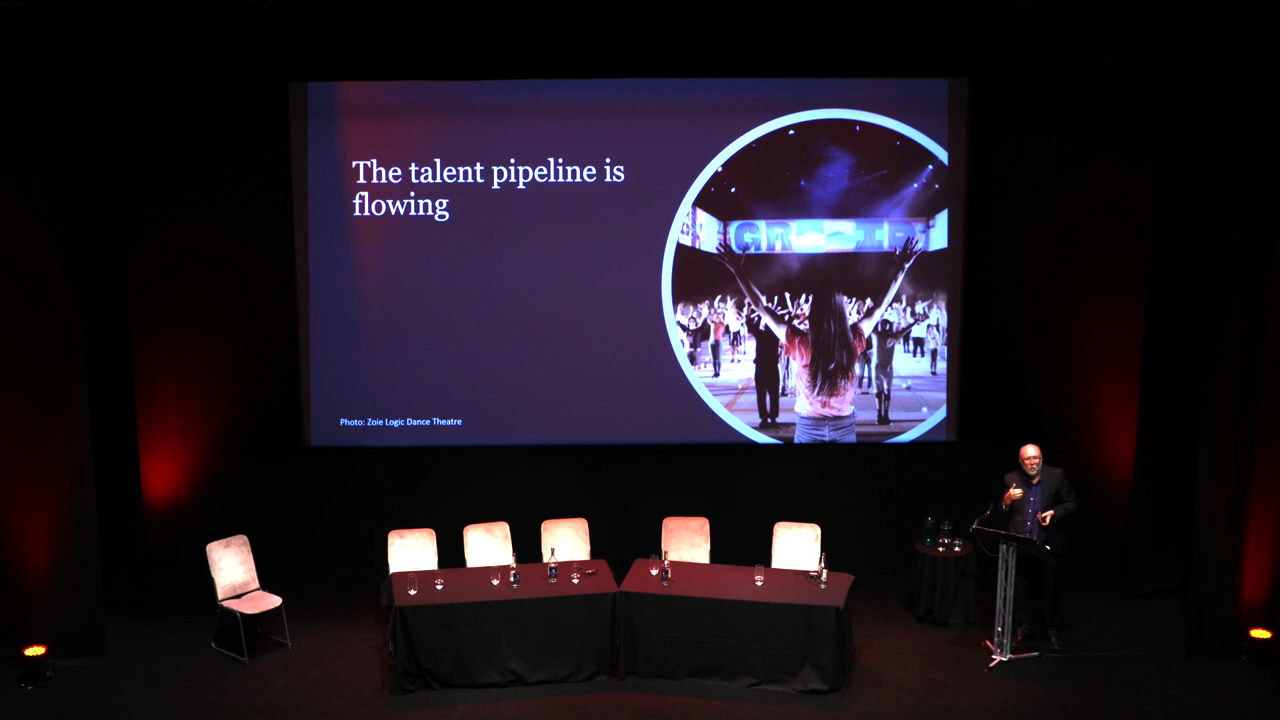 The talent pipeline is
flowing
Photo: Zoie Logic Dance Theatre